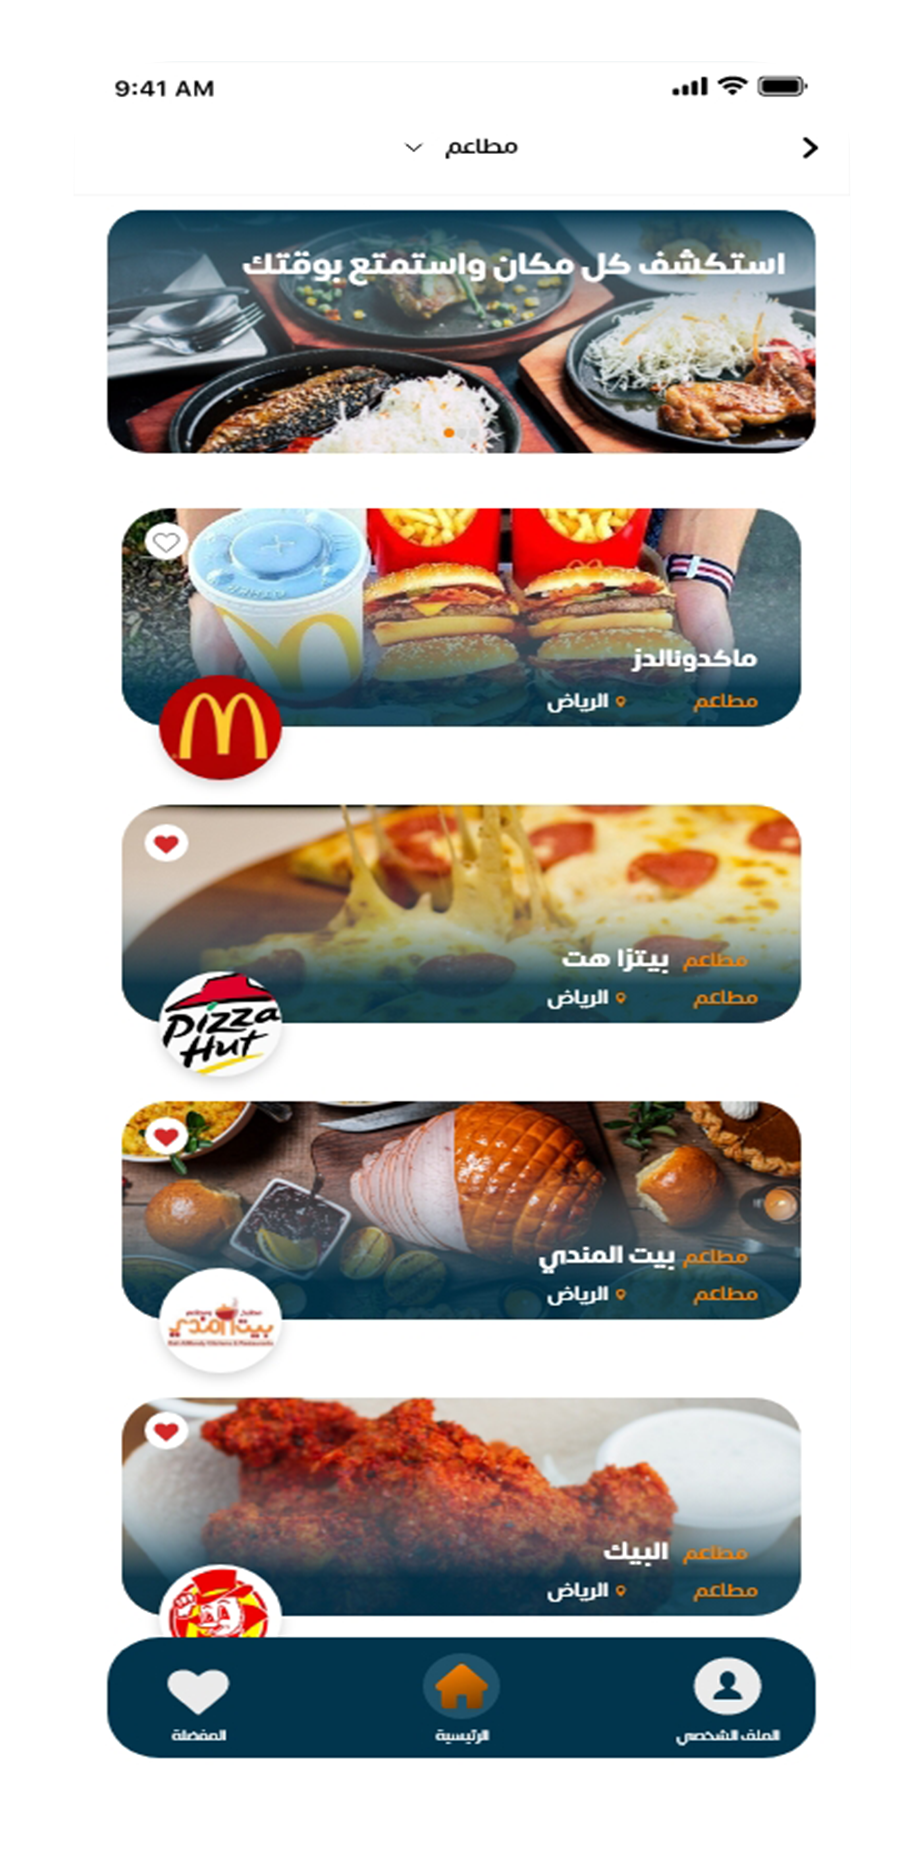 9:41 AM
مطاعم
استكشف كل مكان واستمتع بوقتك
ماكدونالدز
مطاعم الرياض
مطاعم بيتزا هت
مطاعم الرياض
Pizza
Hut
مطاعم بيت المندي
مطاعم الرياض
بيت المندي
مطاعم البيك
مطاعم الرياض
الملف الشخصي
الرئيسية
المفضلة